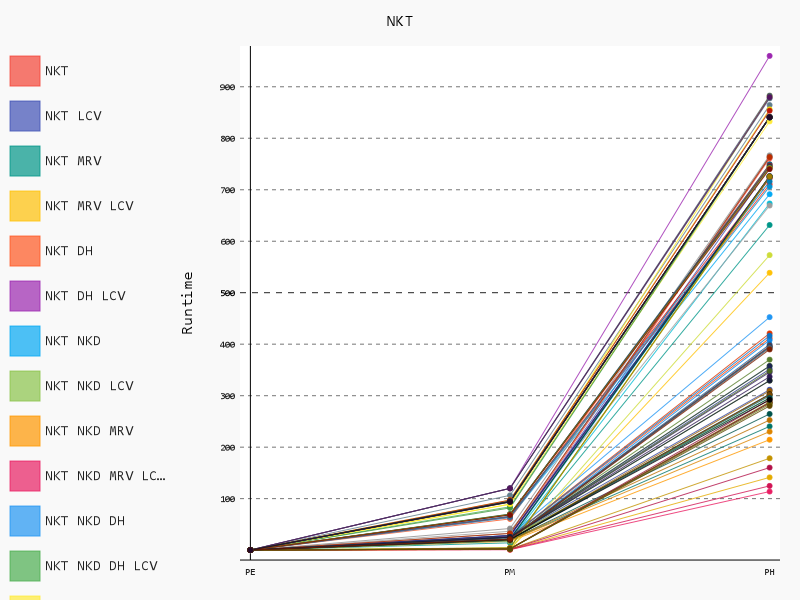 NKT
NKT
NKT LCV
NKT MRV
NKT MRV LCV
NKT DH
NKT DH LCV
NKT NKD
NKT NKD LCV
NKT NKD MRV
NKT NKD MRV LC…
NKT NKD DH
NKT NKD DH LCV
Runtime
900
800
700
600
500
400
300
200
100
PE
PM
PH